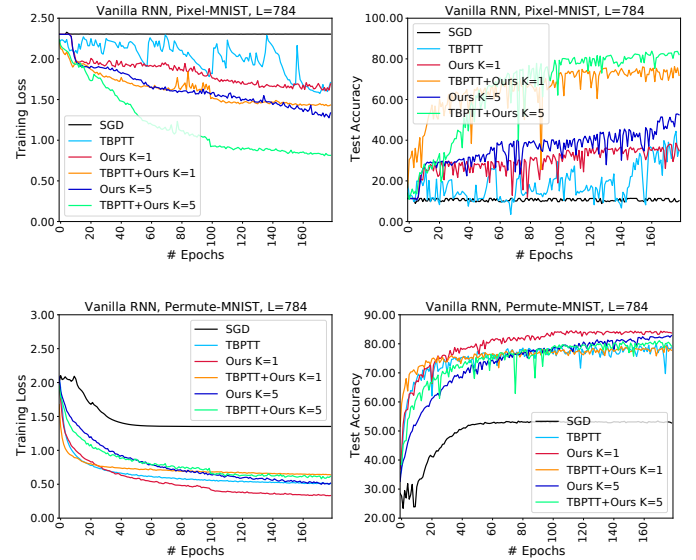 Vanilla RNN, Pixel-MNIST, L=784
2.50
2.00
1.50
1.00
0.50
0.00
Training Loss
SGD
TBPTT
Ours K=1
TBPTT+Ours K=1
Ours K=5
TBPTT+Ours K=5
0
20
40
60
80
100
120
140
160
# Epochs
Vanilla RNN, Pixel-MNIST, L=784
100.00
80.00
60.00
40.00
20.00
0.00
Test Accuracy
SGD
TBPTT
Ours K=1
TBPTT+Ours K=1
Ours K=5
TBPTT+Ours K=5
0
20
40
60
80
100
120
140
160
# Epochs
Vanilla RNN, Permute-MNIST, L=784
3.00
2.50
2.00
1.50
1.00
0.50
0.00
Training Loss
SGD
TBPTT
Ours K=1
TBPTT+Ours K=1
Ours K=5
TBPTT+Ours K=5
0
20
40
60
80
100
120
140
160
# Epochs
Vanilla RNN, Permute-MNIST, L=784
90.00
80.00
70.00
60.00
50.00
40.00
30.00
20.00
Test Accuracy
SGD
TBPTT
Ours K=1
TBPTT+Ours K=1
Ours K=5
TBPTT+Ours K=5
0
20
40
60
80
100
120
140
160
# Epochs